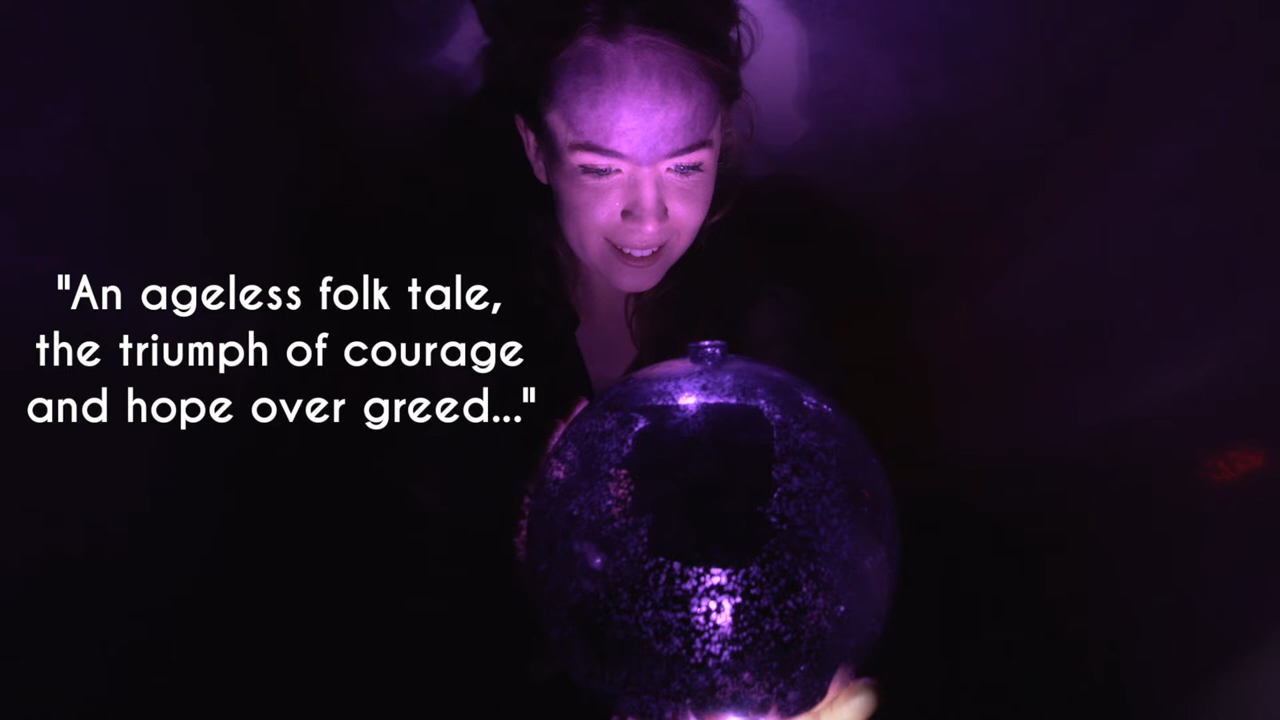 "An ageless folk tale,
the triumph of courage
and hope over greed..."